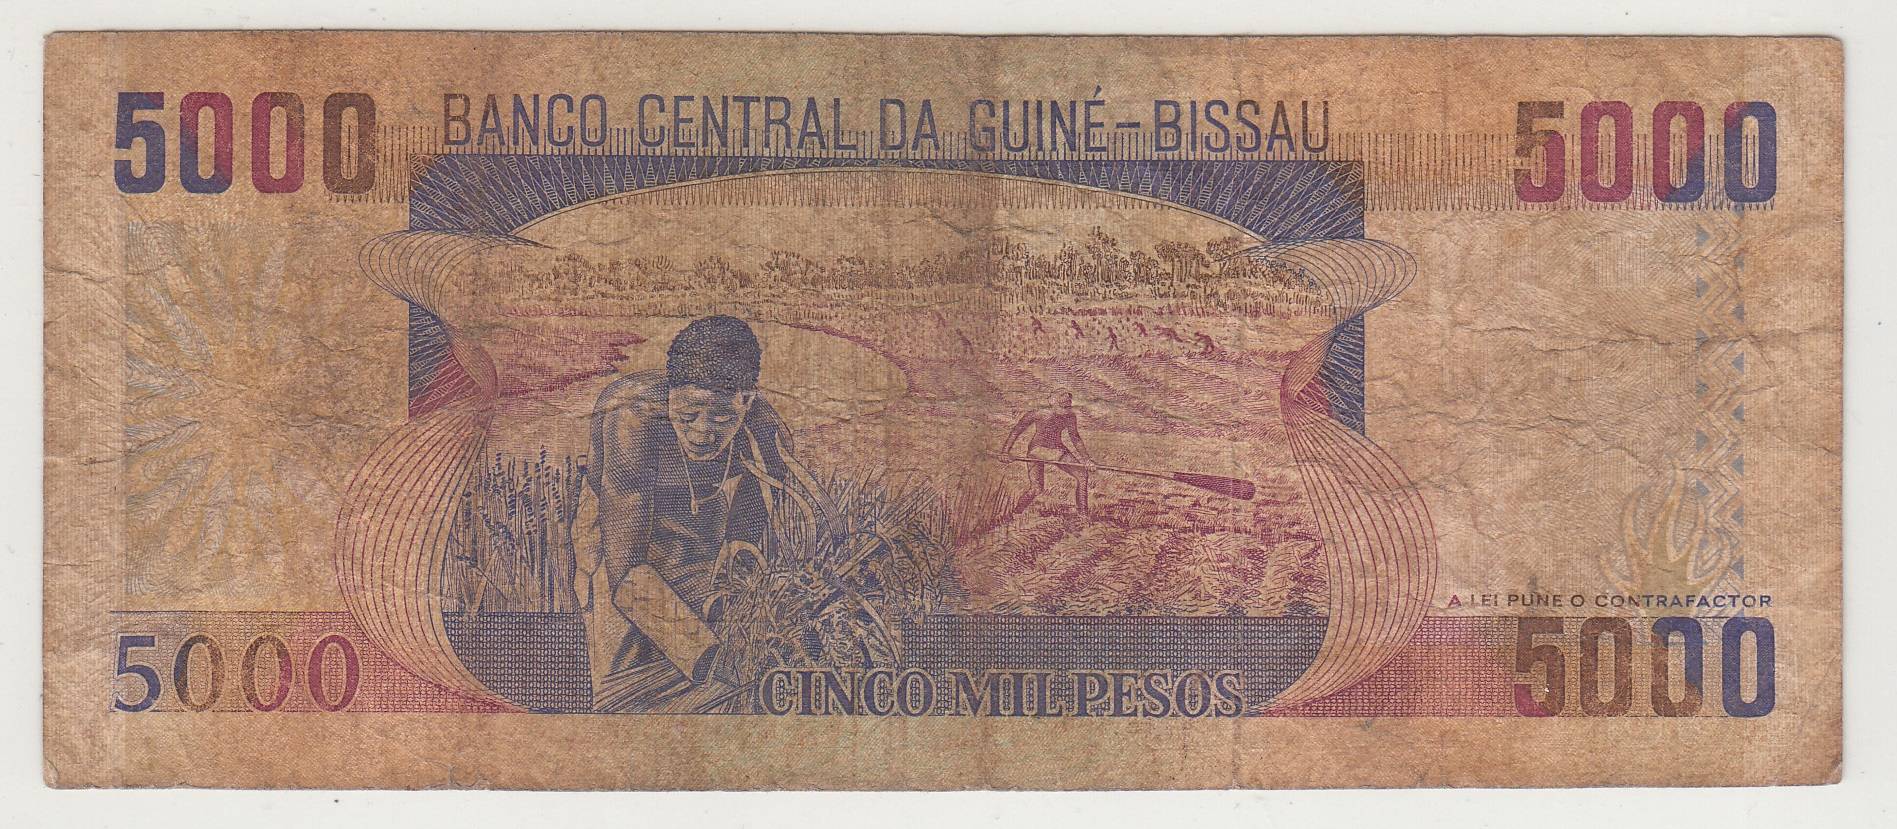 5000 BANCO CENTRAL DA GUINÉ-BISSAU 5000
A LEI PUNE O CONTRAFACTOR
5000 CINCO MIL PESOS 5000